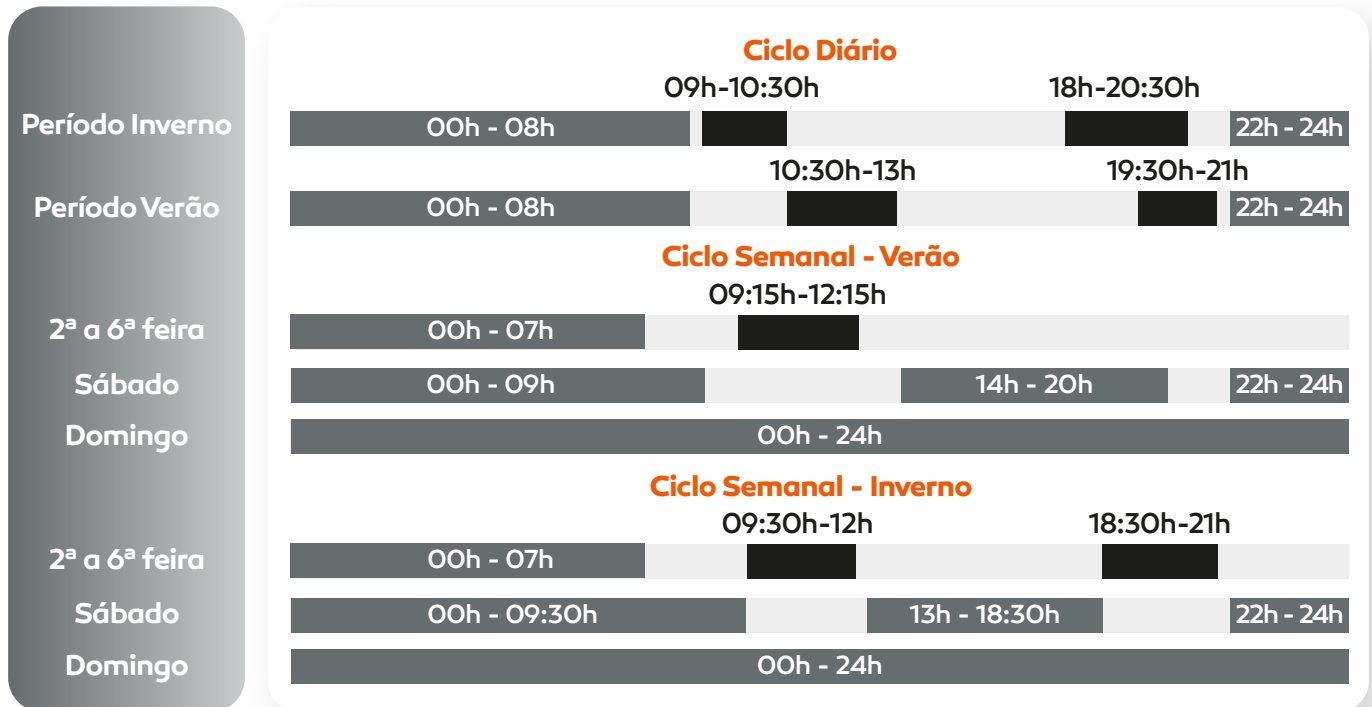 Ciclo Diário
09h-10:30h 18h-20:30h
Período Inverno 00h - 08h 22h - 24h
10:30h-13h 19:30h-21h
Período Verão 00h - 08h 22h - 24h
Ciclo Semanal - Verão
09:15h-12:15h
2ª a 6ª feira 00h - 07h
Sábado 00h - 09h 14h - 20h 22h - 24h
Domingo 00h - 24h
Ciclo Semanal - Inverno
09:30h-12h 18:30h-21h
2ª a 6ª feira 00h - 07h
Sábado 00h - 09:30h 13h - 18:30h 22h - 24h
Domingo 00h - 24h